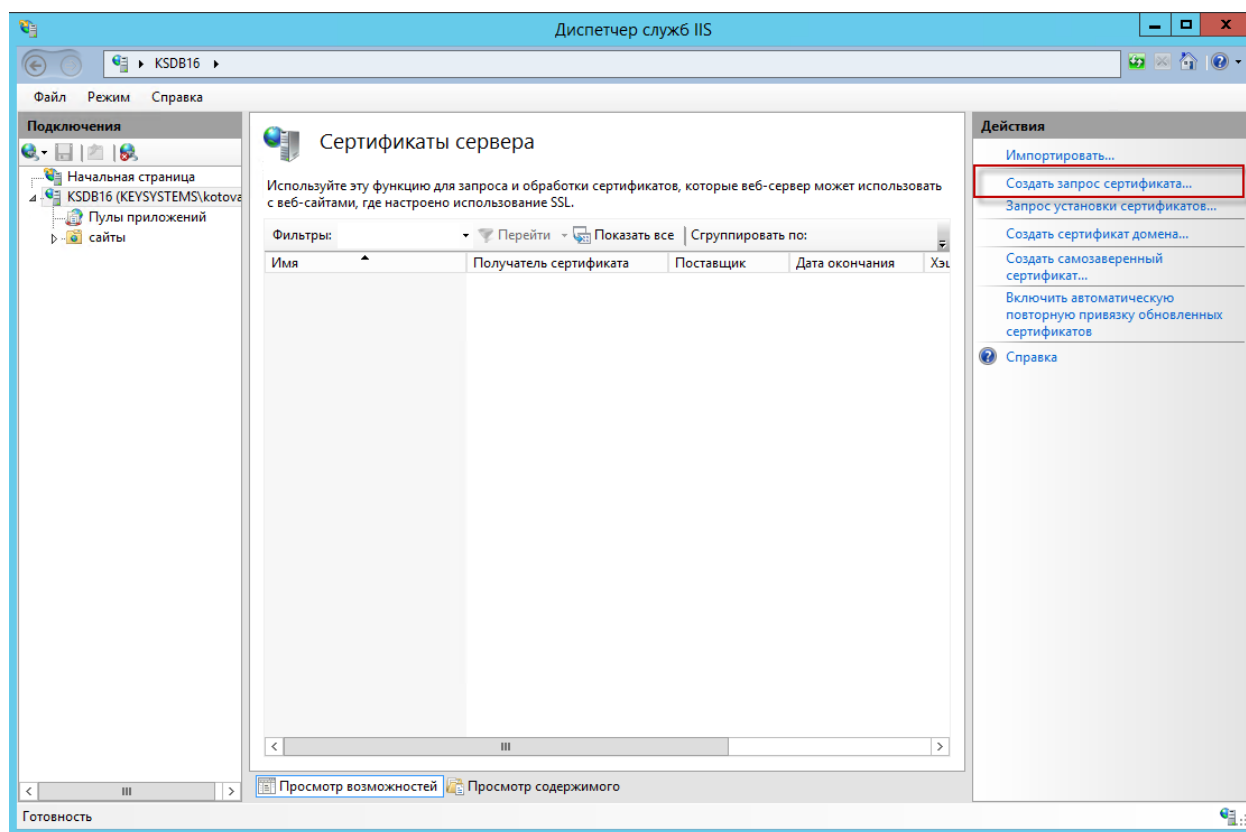 Диспетчер служб IIS
KSDB16
Файл Режим Справка
Подключения
Начальная страница
KSDB16 (KEYSYSTEMS\kotova
Пулы приложений
сайты
Сертификаты сервера
Используйте эту функцию для запроса и обработки сертификатов, которые веб-сервер может использовать
с веб-сайтами, где настроено использование SSL.
Фильтры: Перейти Показать все Сгруппировать по:
Имя Получатель сертификата Поставщик Дата окончания Хэш
Просмотр возможностей Просмотр содержимого
Действия
Импортировать...
Создать запрос сертификата...
Запрос установки сертификатов...
Создать сертификат домена...
Создать самозаверенный
сертификат...
Включить автоматическую
повторную привязку обновленных
сертификатов
Справка
Готовность